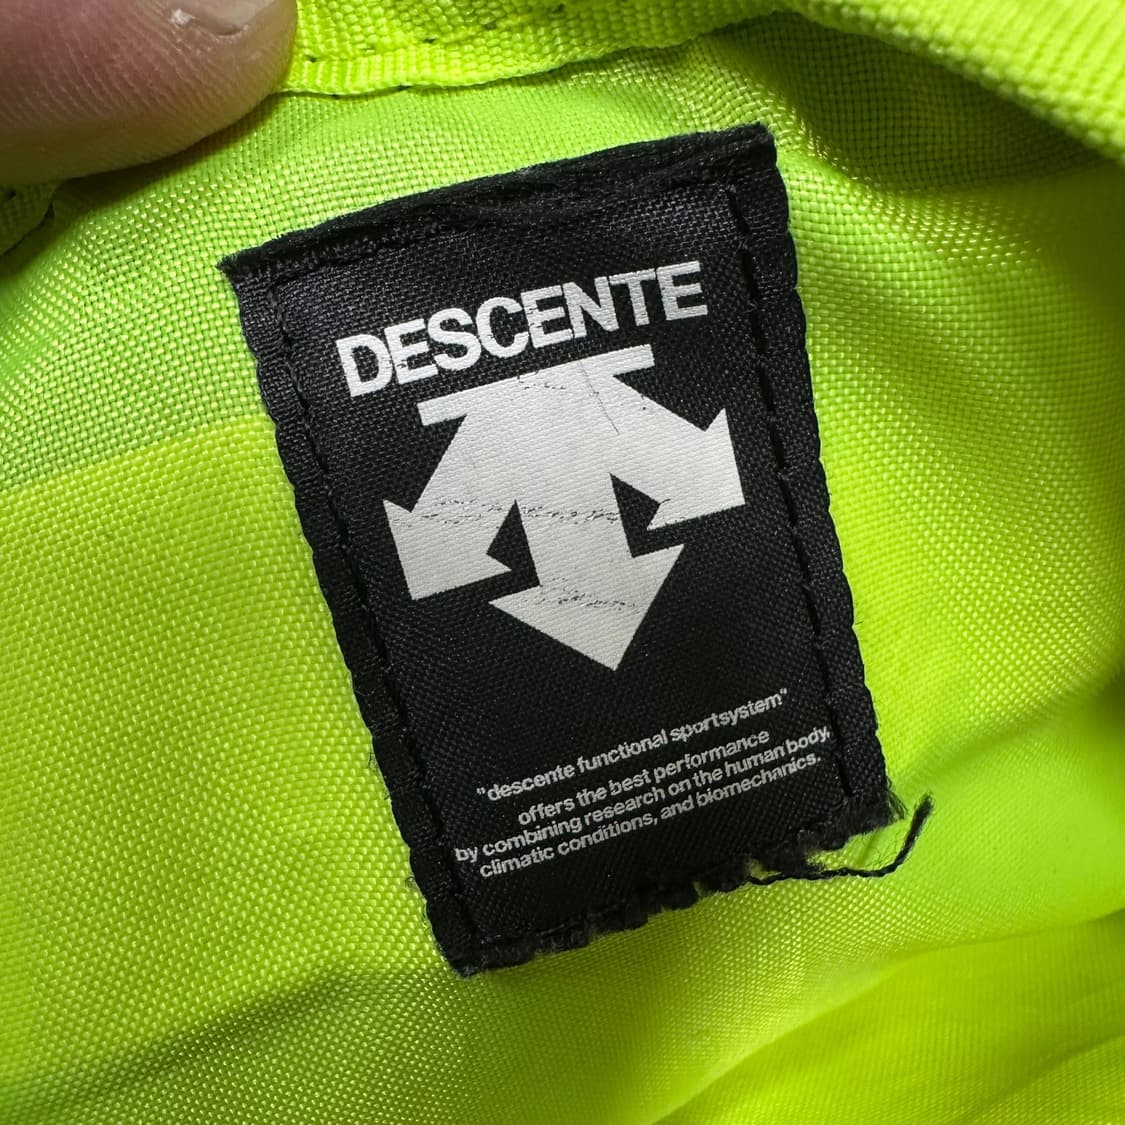 DESCENTE
"descente functional sportsystem"
offers the best performance
by combining research on the human body,
climatic conditions, and biomechanics.